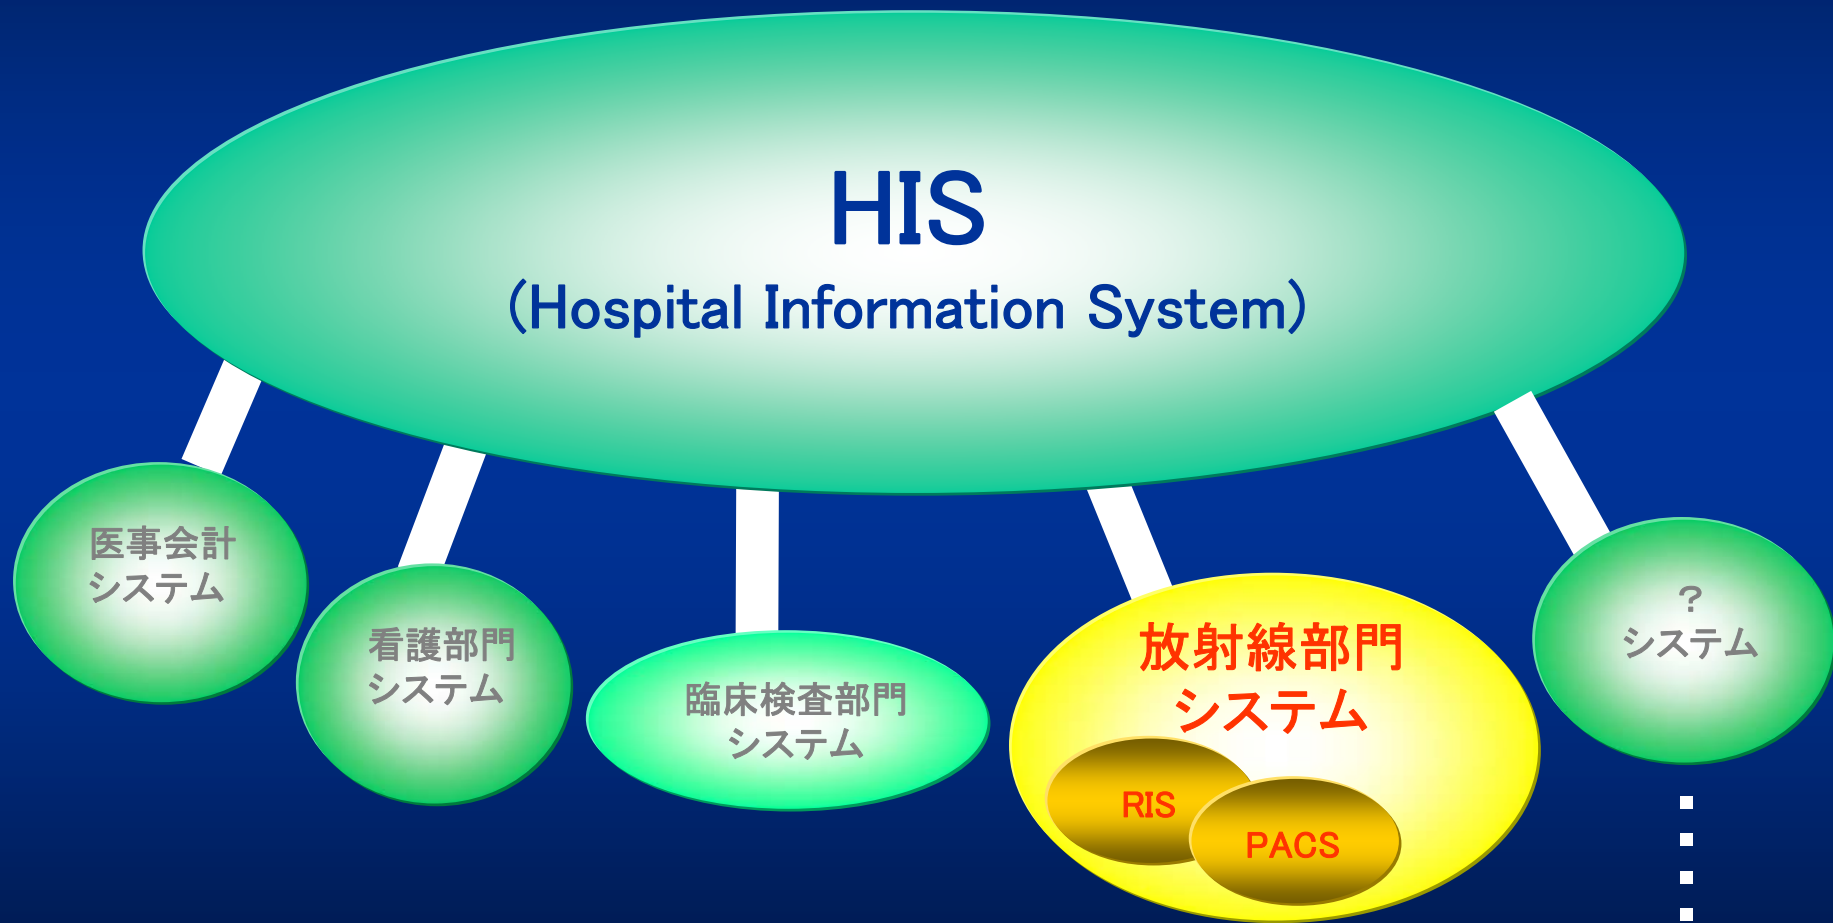 HIS
(Hospital Information System)
医事会計
システム
看護部門
システム
臨床検査部門
システム
放射線部門
システム
RIS
PACS
?
システム